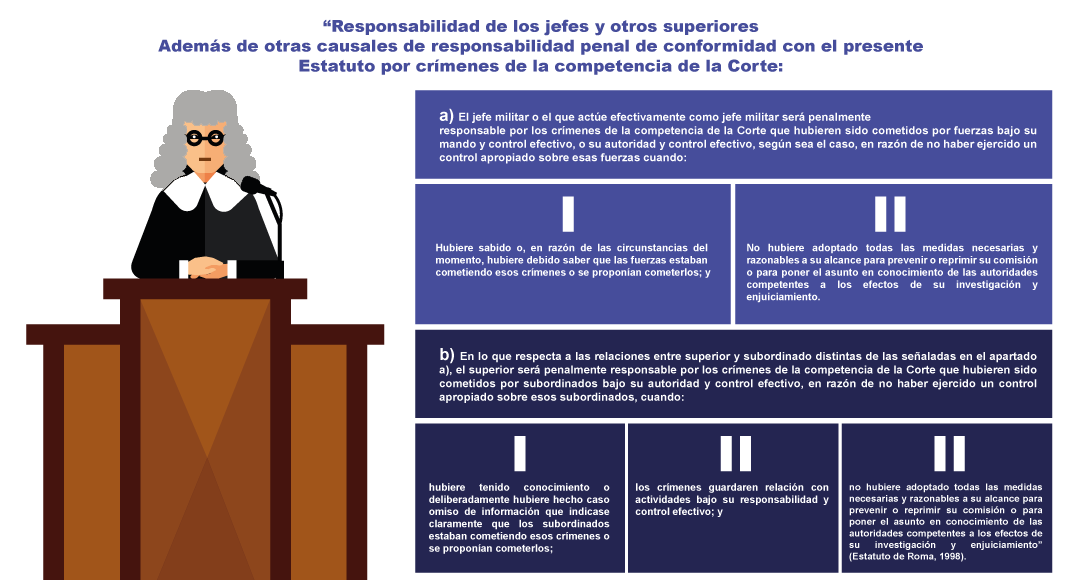 “Responsabilidad de los jefes y otros superiores
Además de otras causales de responsabilidad penal de conformidad con el presente
Estatuto por crímenes de la competencia de la Corte:
a) El jefe militar o el que actúe efectivamente como jefe militar será penalmente
responsable por los crímenes de la competencia de la Corte que hubieren sido cometidos por fuerzas bajo su
mando y control efectivo, o su autoridad y control efectivo, según sea el caso, en razón de no haber ejercido un
control apropiado sobre esas fuerzas cuando:
I
Hubiere sabido o, en razón de las circunstancias del
momento, hubiere debido saber que las fuerzas estaban
cometiendo esos crímenes o se proponían cometerlos; y
II
No hubiere adoptado todas las medidas necesarias y
razonables a su alcance para prevenir o reprimir su comisión
o para poner el asunto en conocimiento de las autoridades
competentes a los efectos de su investigación y
enjuiciamiento.
b) En lo que respecta a las relaciones entre superior y subordinado distintas de las señaladas en el apartado
a), el superior será penalmente responsable por los crímenes de la competencia de la Corte que hubieren sido
cometidos por subordinados bajo su autoridad y control efectivo, en razón de no haber ejercido un control
apropiado sobre esos subordinados, cuando:
I
hubiere tenido conocimiento o
deliberadamente hubiere hecho caso
omiso de información que indicase
claramente que los subordinados
estaban cometiendo esos crímenes o
se proponían cometerlos;
II
los crímenes guardaren relación con
actividades bajo su responsabilidad y
control efectivo; y
II
no hubiere adoptado todas las medidas
necesarias y razonables a su alcance para
prevenir o reprimir su comisión o para
poner el asunto en conocimiento de las
autoridades competentes a los efectos de
su investigación y enjuiciamiento"
(Estatuto de Roma, 1998).